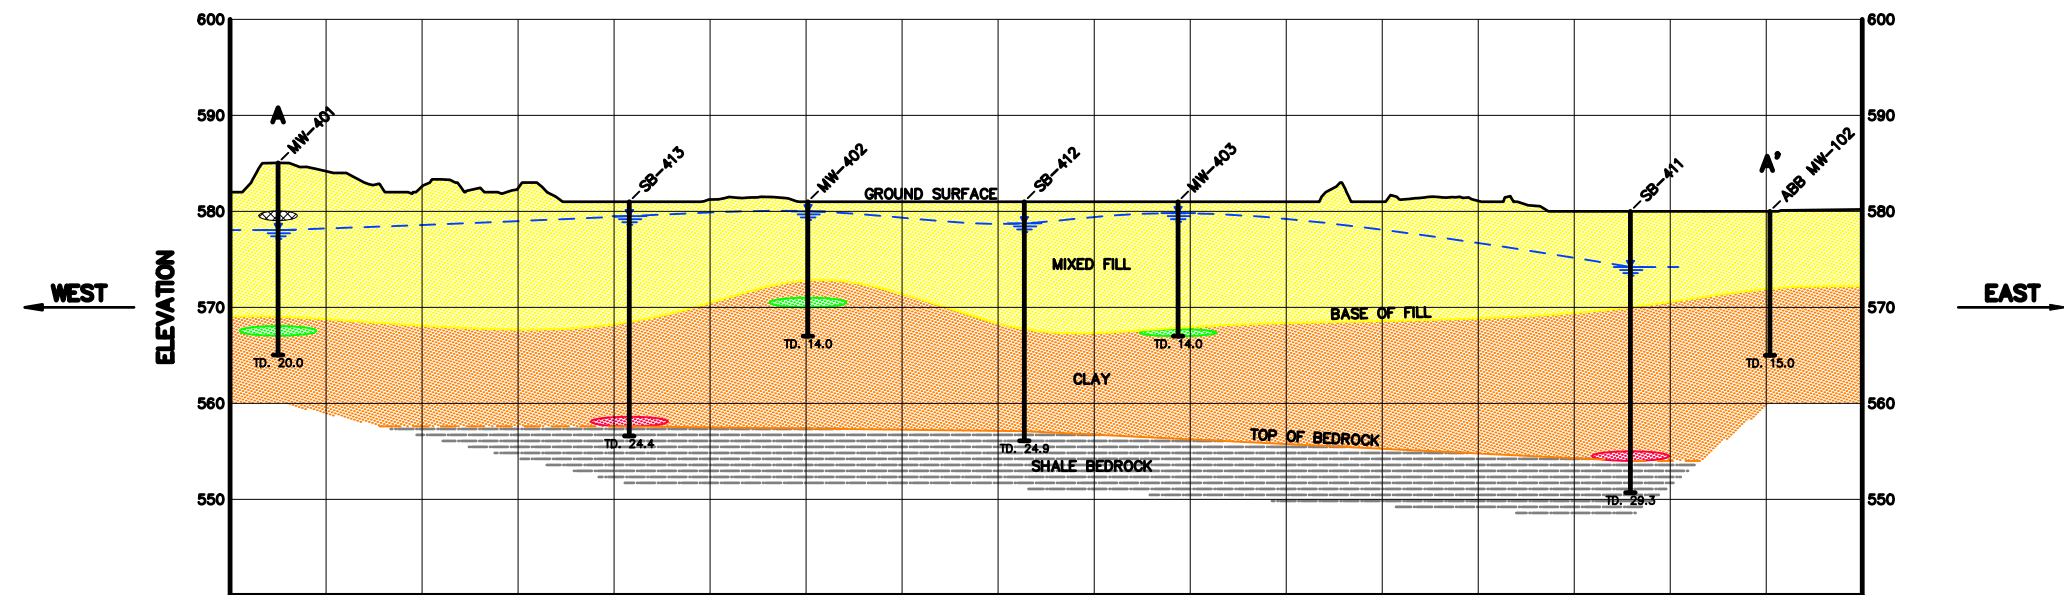 600
600
590
590
A
MW-401
SB-413
MW-402
SB-412
MW-403
SB-411
A'
ABB MW-102
GROUND SURFACE
580
580
MIXED FILL
ELEVATION
WEST
EAST
570
570
BASE OF FILL
TD. 20.0
TD. 14.0
TD. 14.0
TD. 15.0
CLAY
560
560
TOP OF BEDROCK
TD. 24.4
TD. 24.9
SHALE BEDROCK
550
550
TD. 29.3